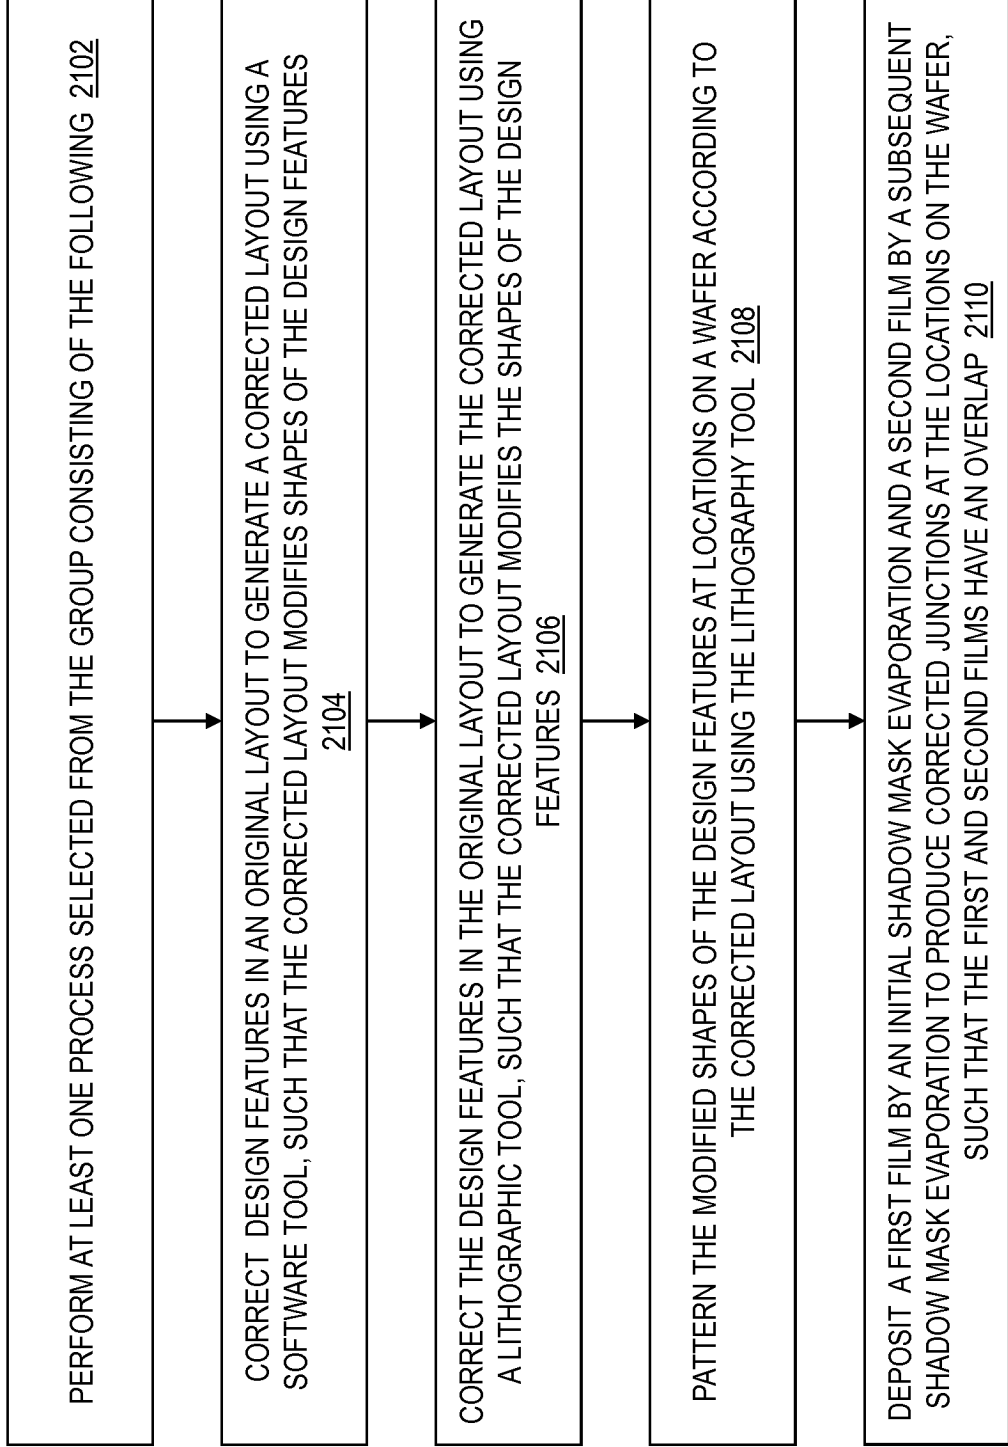 PERFORM AT LEAST ONE PROCESS SELECTED FROM THE GROUP CONSISTING OF THE FOLLOWING 2102
CORRECT DESIGN FEATURES IN AN ORIGINAL LAYOUT TO GENERATE A CORRECTED LAYOUT USING A
SOFTWARE TOOL, SUCH THAT THE CORRECTED LAYOUT MODIFIES SHAPES OF THE DESIGN FEATURES
2104
CORRECT THE DESIGN FEATURES IN THE ORIGINAL LAYOUT TO GENERATE THE CORRECTED LAYOUT USING
A LITHOGRAPHIC TOOL, SUCH THAT THE CORRECTED LAYOUT MODIFIES THE SHAPES OF THE DESIGN
FEATURES 2106
PATTERN THE MODIFIED SHAPES OF THE DESIGN FEATURES AT LOCATIONS ON A WAFER ACCORDING TO
THE CORRECTED LAYOUT USING THE LITHOGRAPHY TOOL 2108
DEPOSIT A FIRST FILM BY AN INITIAL SHADOW MASK EVAPORATION AND A SECOND FILM BY A SUBSEQUENT
SHADOW MASK EVAPORATION TO PRODUCE CORRECTED JUNCTIONS AT THE LOCATIONS ON THE WAFER,
SUCH THAT THE FIRST AND SECOND FILMS HAVE AN OVERLAP 2110